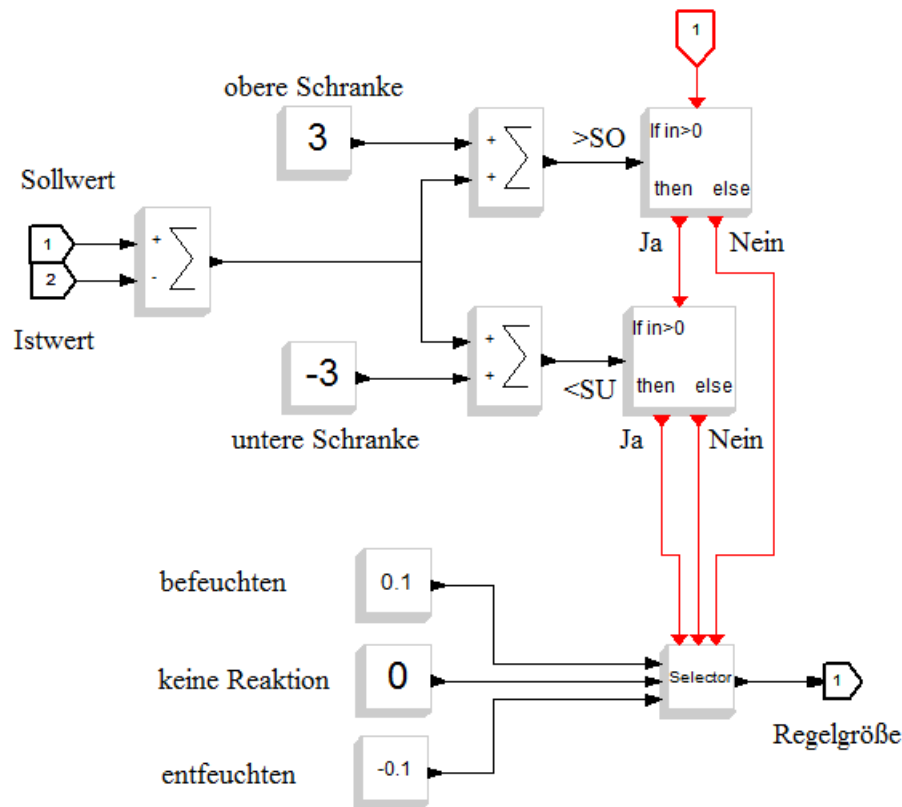 1
obere Schranke
3
+
+
>SO
If in>0
then else
Sollwert
Ja
Nein
1
2
+
-
Istwert
If in>0
+
+
-3
<SU
then else
untere Schranke
Ja
Nein
befeuchten
0.1
keine Reaktion
0
Selector
1
Regelgröße
entfeuchten
-0.1